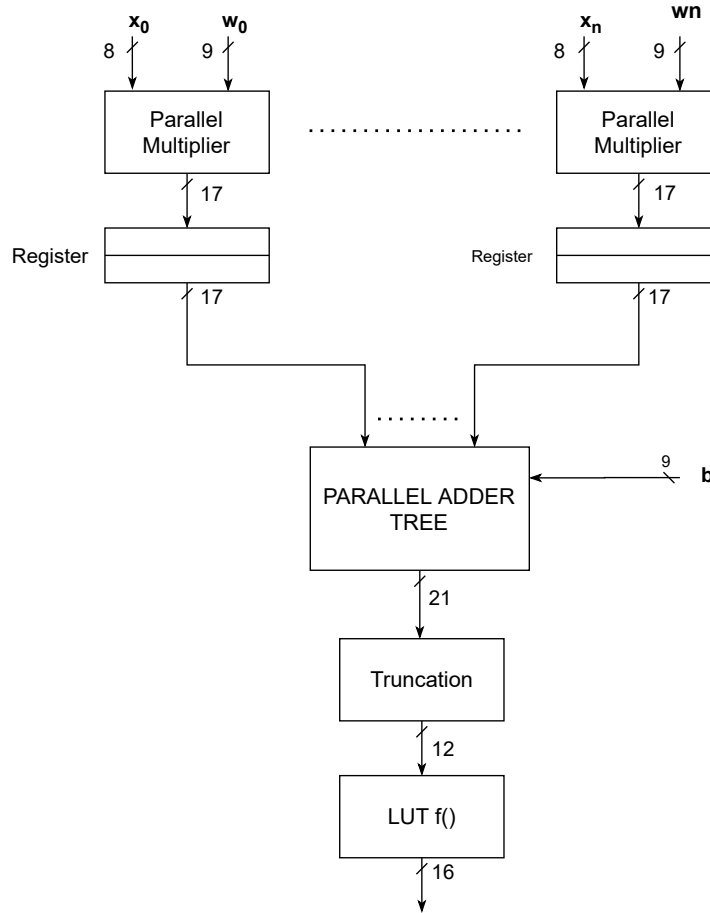 x0 w0 xn wn
8 9 8 9
Parallel Parallel
Multiplier Multiplier
17 17
Register Register
17 17
9
b
PARALLEL ADDER
TREE
21
Truncation
12
LUT f()
16